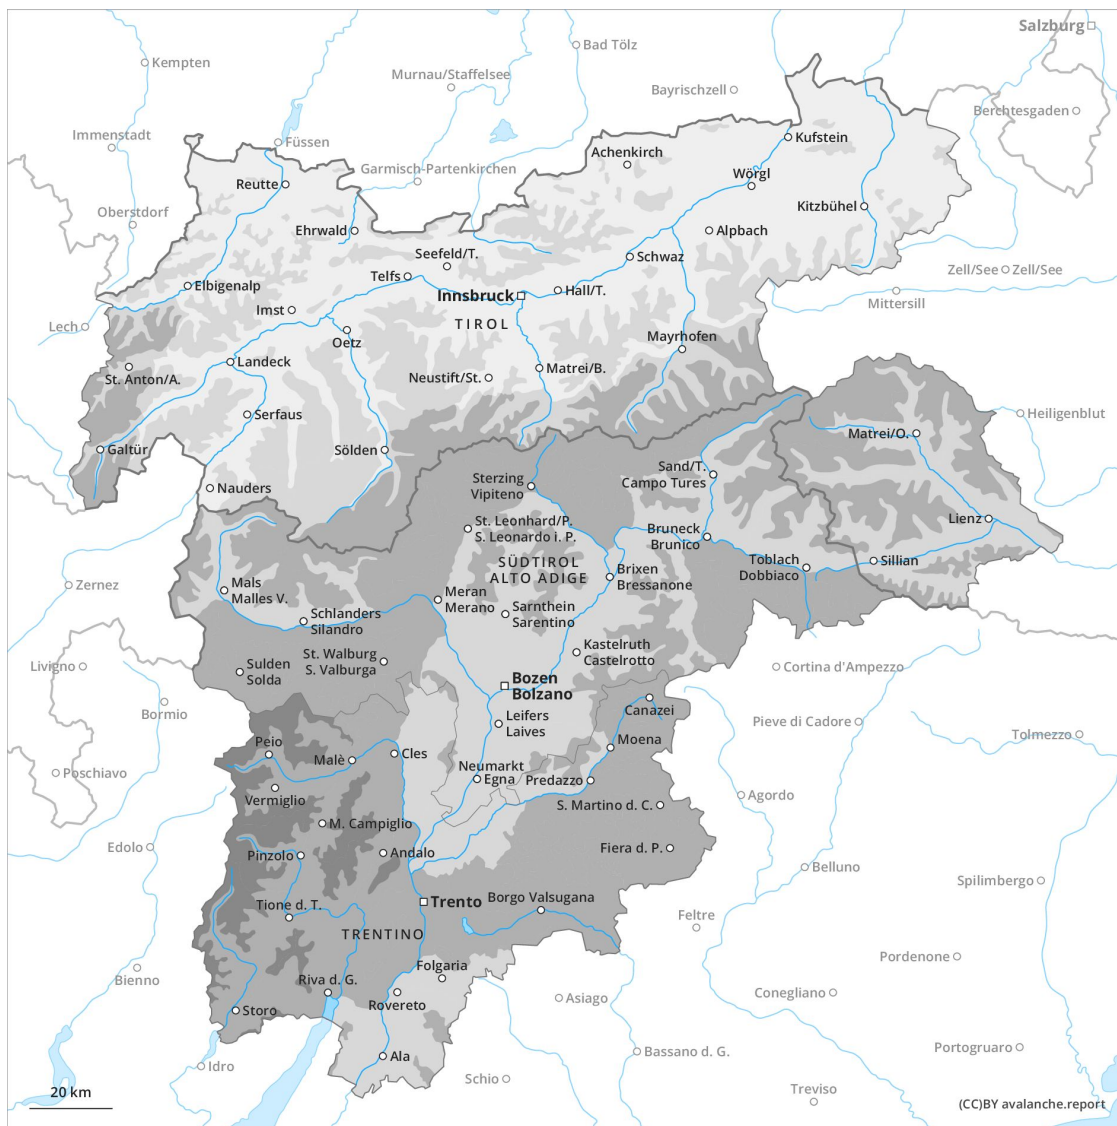 Salzburg
Kempten
Bad Tölz
Murnau/Staffelsee
Bayrischzell
Berchtesgaden
Immenstadt
Füssen
Kufstein
Achenkirch
Garmisch-Partenkirchen
Wörgl
Reutte
Oberstdorf
Kitzbühel
Ehrwald
Alpbach
Seefeld/T.
Schwaz
Telfs
Zell/See
Zell/See
Elbigenalp
Innsbruck
Hall/T.
Mittersill
Imst
TIROL
Lech
Oetz
Mayrhofen
Landeck
Matrei/B.
St. Anton/A.
Neustift/St.
Serfaus
Heiligenblut
Matrei/O.
Galtür
Sölden
Sterzing
Vipiteno
Sand/T.
Campo Tures
Nauders
St. Leonhard/P.
S. Leonardo i. P.
Lienz
Bruneck
Brunico
SÜDTIROL
ALTO ADIGE
Toblach
Dobbiaco
Sillian
Zernez
Mals
Malles V.
Brixen
Bressanone
Meran
Merano
Schlanders
Silandro
Sarnthein
Sarentino
Kastelruth
Castelrotto
St. Walburg
S. Valburga
Livigno
Sulden
Solda
Cortina d'Ampezzo
Bozen
Bolzano
Bormio
Canazei
Leifers
Laives
Pieve di Cadore
Tolmezzo
Peio
Moena
Malè
Cles
Poschiavo
Neumarkt
Egna
Predazzo
Vermiglio
S. Martino d. C.
Agordo
M. Campiglio
Edolo
Pinzolo
Andalo
Fiera d. P.
Belluno
Spilimbergo
Tione d. T.
Trento
Borgo Valsugana
Feltre
TRENTINO
Pordenone
Bienno
Folgaria
Riva d. G.
Rovereto
Asiago
Conegliano
Storo
Ala
Bassano d. G.
Portogruaro
Idro
Schio
Treviso
20 km
(CC)BY avalanche.report